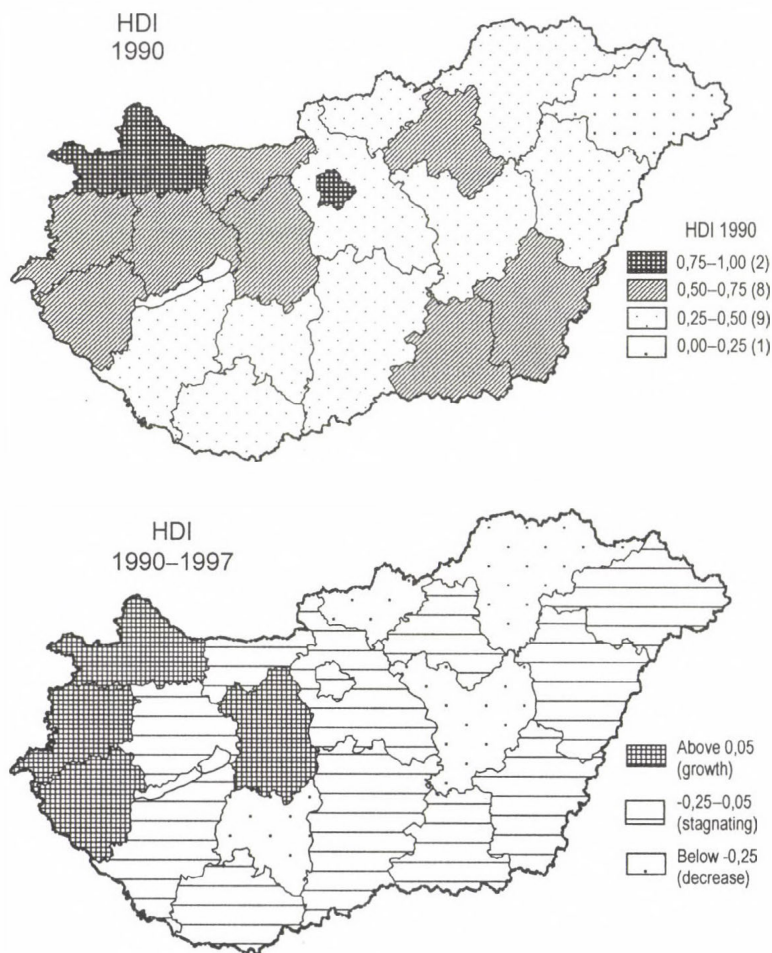 HDI
1990
HDI 1990
0,75–1,00 (2)
0,50–0,75 (8)
0,25–0,50 (9)
0,00–0,25 (1)
HDI
1990–1997
Above 0,05
(growth)
-0,25–0,05
(stagnating)
Below -0,25
(decrease)